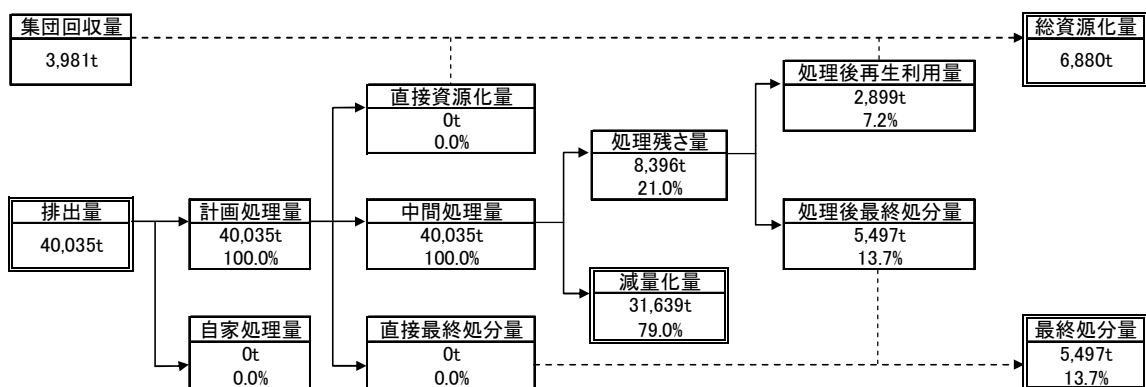 集団回収量
3,981t
総資源化量
6,880t
直接資源化量
0t
0.0%
処理後再生利用量
2,899t
7.2%
処理残さ量
8,396t
21.0%
排出量
40,035t
計画処理量
40,035t
100.0%
中間処理量
40,035t
100.0%
処理後最終処分量
5,497t
13.7%
減量化量
31,639t
79.0%
自家処理量
0t
0.0%
直接最終処分量
0t
0.0%
最終処分量
5,497t
13.7%